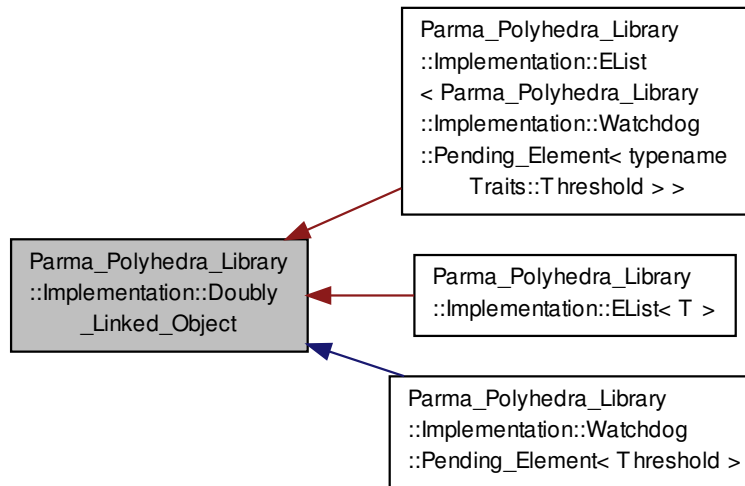 Parma_Polyhedra_Library
::Implementation::EList
< Parma_Polyhedra_Library
::Implementation::Watchdog
::Pending_Element< typename
Traits::Threshold > >
Parma_Polyhedra_Library
::Implementation::Doubly
_Linked_Object
Parma_Polyhedra_Library
::Implementation::EList< T >
Parma_Polyhedra_Library
::Implementation::Watchdog
::Pending_Element< Threshold >